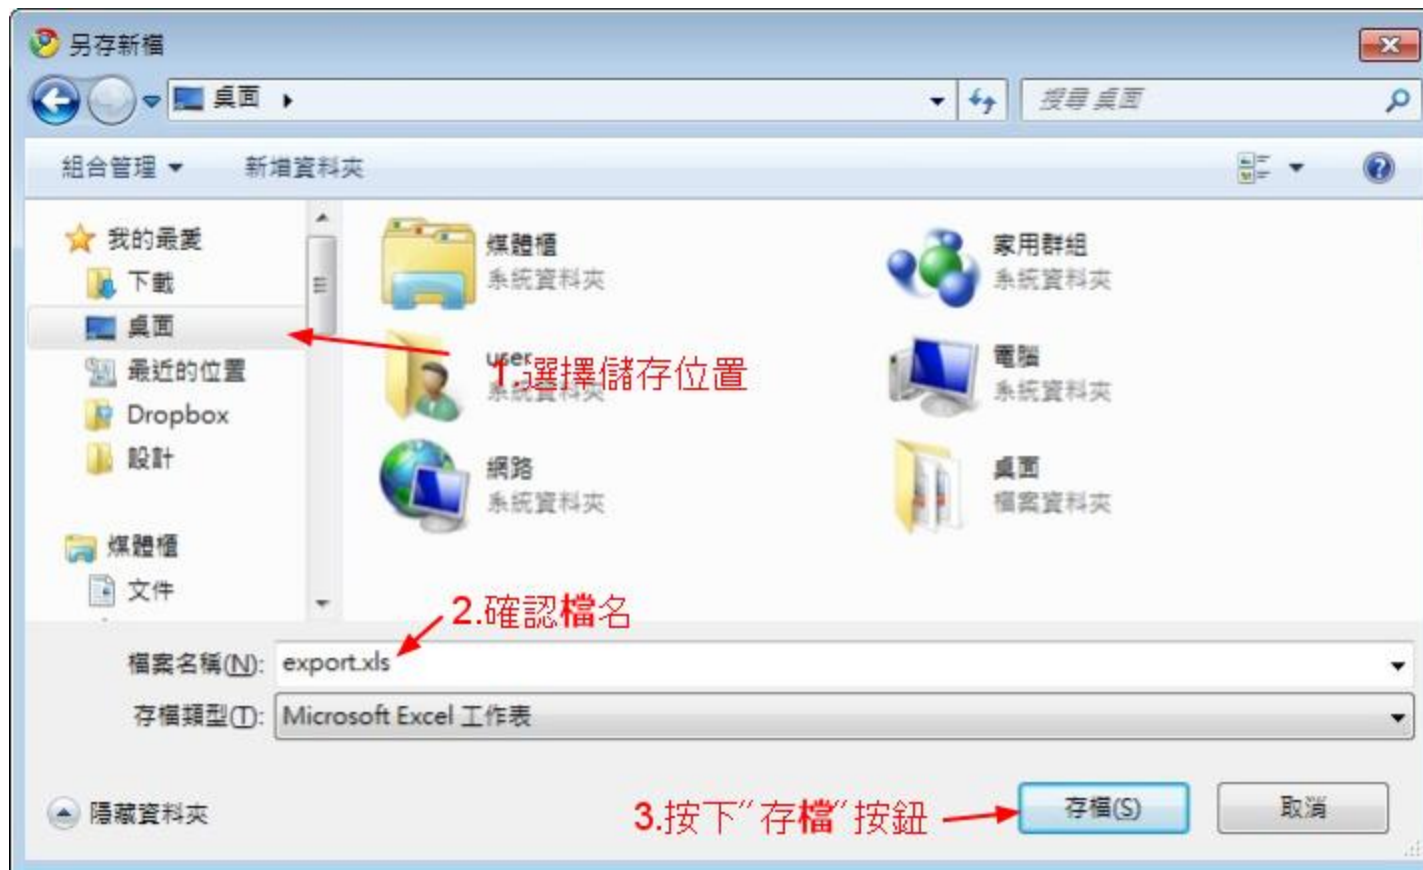 另存新檔
桌面
搜尋 桌面
組合管理
新增資料夾
我的最愛
下載
桌面
最近的位置
Dropbox
設計
媒體櫃
文件
媒體櫃
系統資料夾
家用群組
系統資料夾
user
系統資料夾
1.選擇儲存位置
電腦
系統資料夾
網路
系統資料夾
桌面
檔案資料夾
2.確認檔名
檔案名稱(N): export.xls
存檔類型(T): Microsoft Excel 工作表
隱藏資料夾
3.按下"存檔"按鈕
存檔(S)
取消